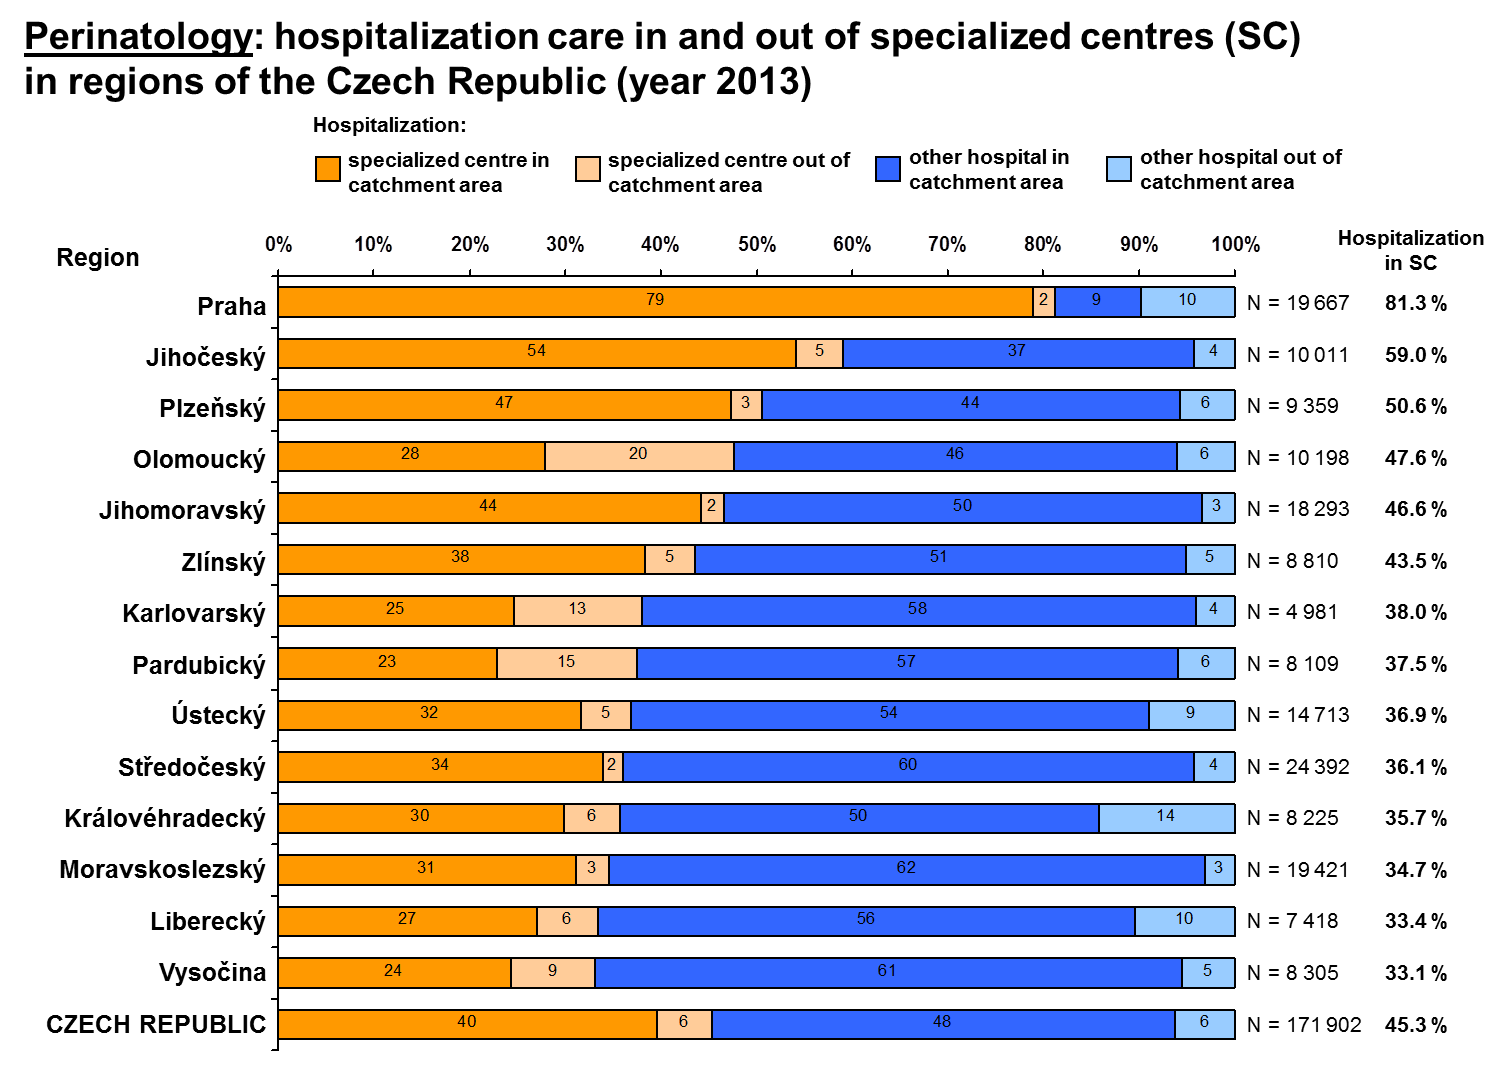 Perinatology: hospitalization care in and out of specialized centres (SC)
in regions of the Czech Republic (year 2013)
Hospitalization:
specialized centre in
catchment area
specialized centre out of
catchment area
other hospital in
catchment area
other hospital out of
catchment area
Region
0% 10% 20% 30% 40% 50% 60% 70% 80% 90% 100%
Hospitalization
in SC
Praha 79 2 9 10 N = 19 667 81.3 %
Jihočeský 54 5 37 4 N = 10 011 59.0 %
Plzeňský 47 3 44 6 N = 9 359 50.6 %
Olomoucký 28 20 46 6 N = 10 198 47.6 %
Jihomoravský 44 2 50 3 N = 18 293 46.6 %
Zlínský 38 5 51 5 N = 8 810 43.5 %
Karlovarský 25 13 58 4 N = 4 981 38.0 %
Pardubický 23 15 57 6 N = 8 109 37.5 %
Ústecký 32 5 54 9 N = 14 713 36.9 %
Středočeský 34 2 60 4 N = 24 392 36.1 %
Královéhradecký 30 6 50 14 N = 8 225 35.7 %
Moravskoslezský 31 3 62 3 N = 19 421 34.7 %
Liberecký 27 6 56 10 N = 7 418 33.4 %
Vysočina 24 9 61 5 N = 8 305 33.1 %
CZECH REPUBLIC 40 6 48 6 N = 171 902 45.3 %